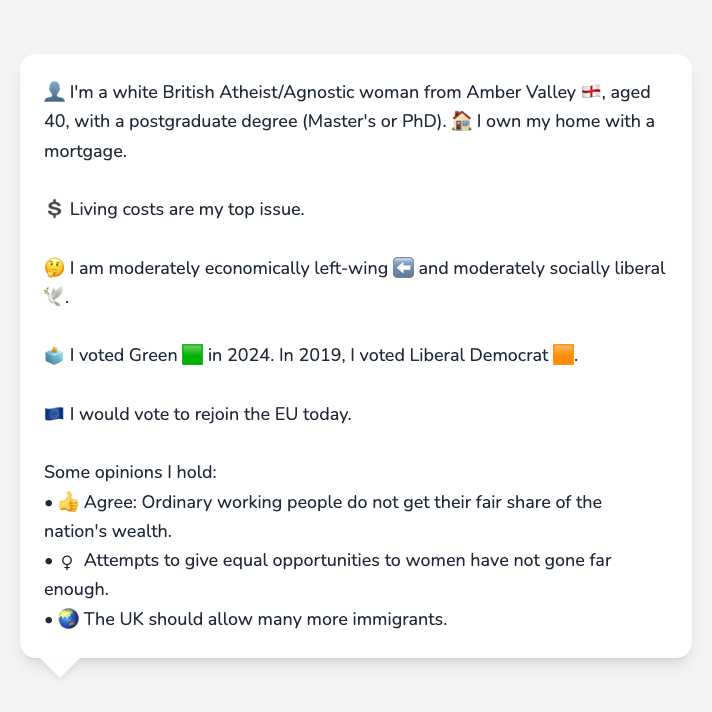 👤 I'm a white British Atheist/Agnostic woman from Amber Valley 🏴󠁧󠁢󠁥󠁮󠁧󠁿, aged
40, with a postgraduate degree (Master's or PhD). 🏠 I own my home with a
mortgage.
💲 Living costs are my top issue.
🤔 I am moderately economically left-wing ⬅️ and moderately socially liberal
🕊️.
🗳️ I voted Green 🟩 in 2024. In 2019, I voted Liberal Democrat 🟧.
🇪🇺 I would vote to rejoin the EU today.
Some opinions I hold:
• 👍 Agree: Ordinary working people do not get their fair share of the
nation's wealth.
• ♀ Attempts to give equal opportunities to women have not gone far
enough.
• 🌏 The UK should allow many more immigrants.